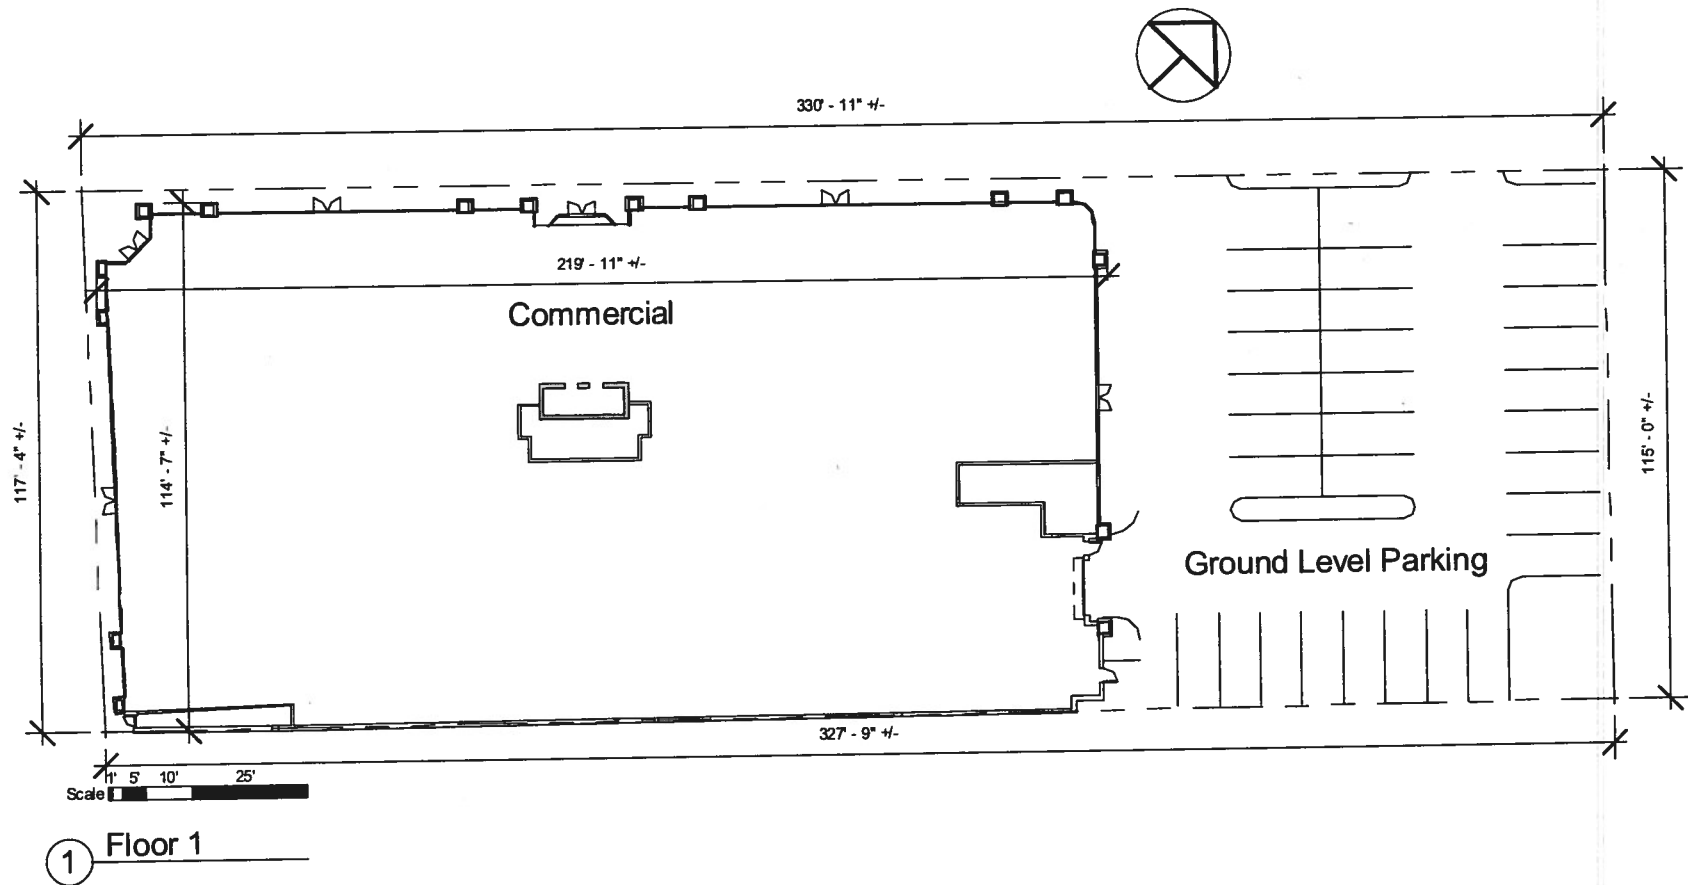 330' - 11" +/-
219' - 11" +/-
Commercial
117' - 4" +/-
114' - 7" +/-
115' - 0" +/-
Ground Level Parking
327' - 9" +/-
1' 5' 10' 25'
Scale
1 Floor 1